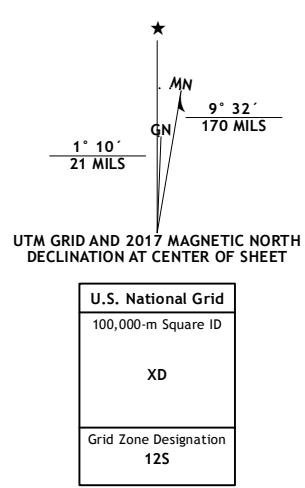 MN
9° 32´
170 MILS
GN
1° 10´
21 MILS
UTM GRID AND 2017 MAGNETIC NORTH
DECLINATION AT CENTER OF SHEET
U.S. National Grid
100,000-m Square ID
XD
Grid Zone Designation
12S